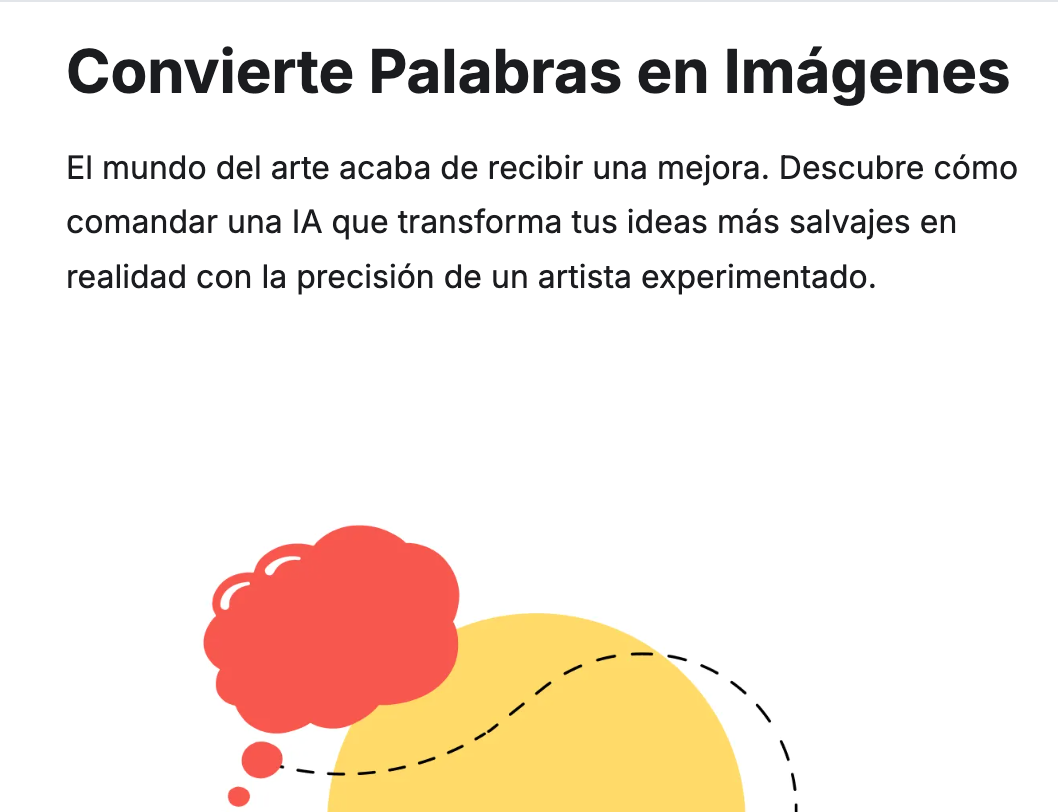 Convierte Palabras en Imágenes
El mundo del arte acaba de recibir una mejora. Descubre cómo
comandar una IA que transforma tus ideas más salvajes en
realidad con la precisión de un artista experimentado.